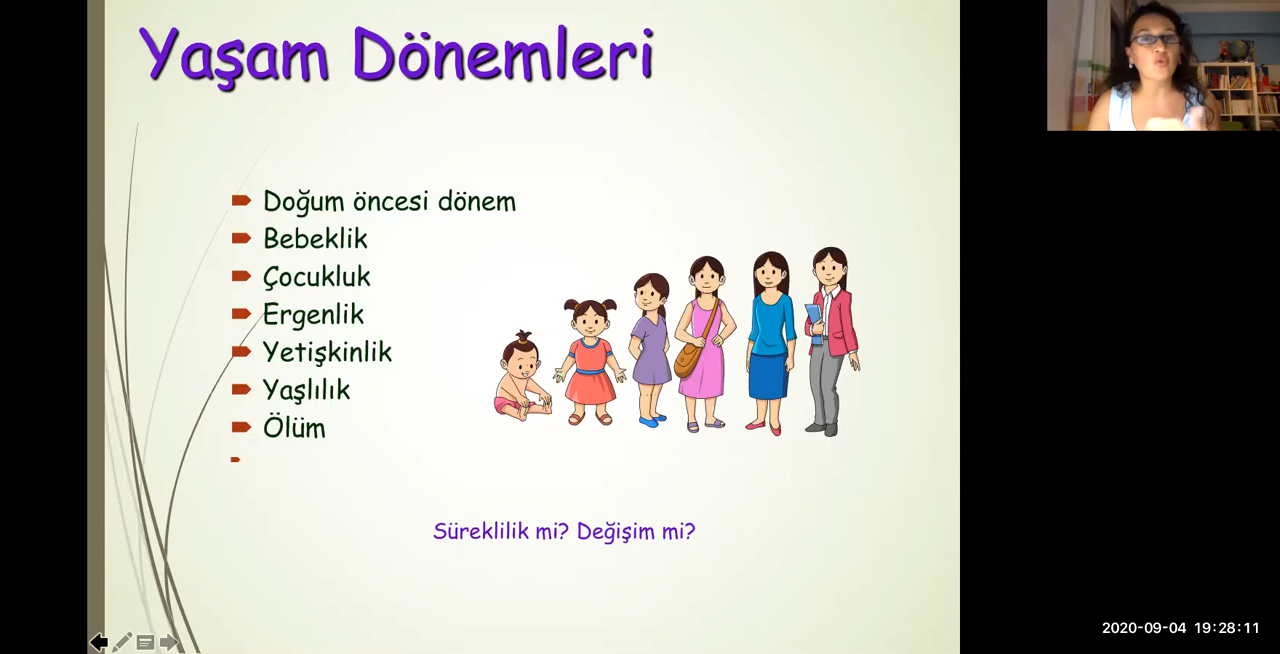 Yaşam Dönemleri
Doğum öncesi dönem
Bebeklik
Çocukluk
Ergenlik
Yetişkinlik
Yaşlılık
Ölüm
Süreklilik mi? Değişim mi?
2020-09-04 19:28:11